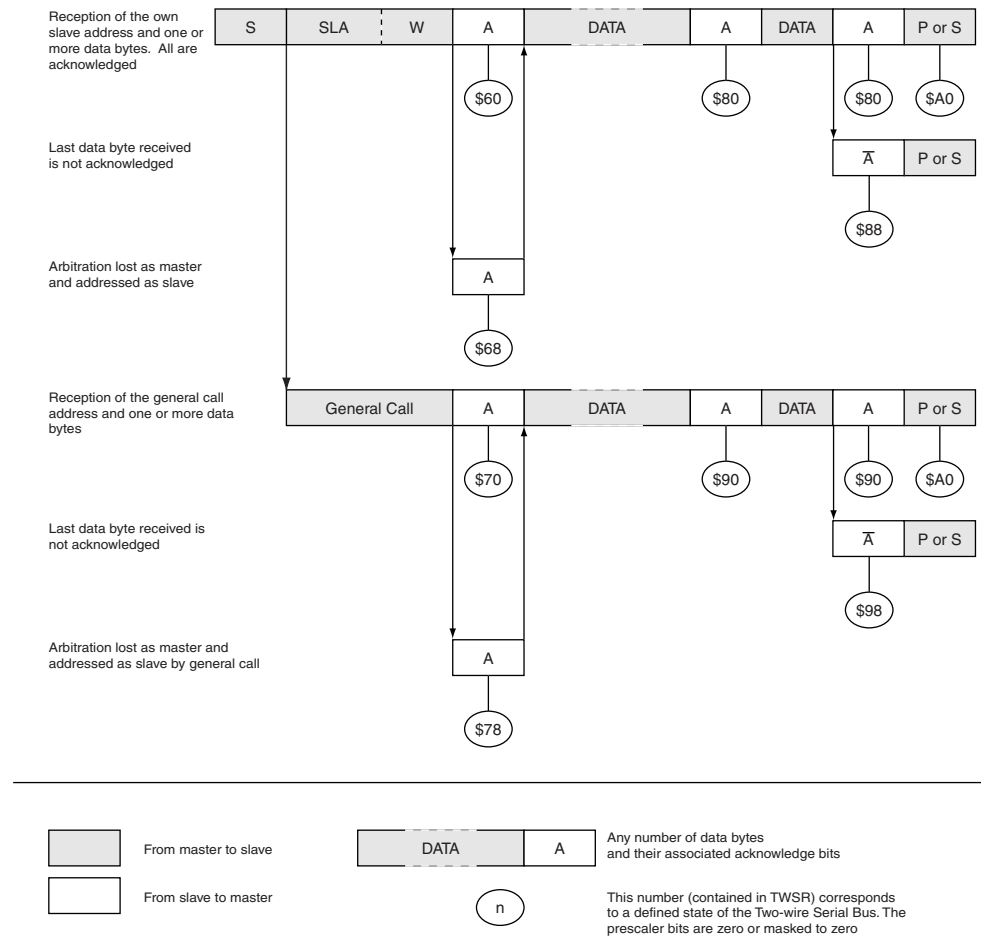 Reception of the own
slave address and one or
more data bytes. All are
acknowledged
S SLA W A DATA A DATA A P or S
$60 $80 $80 $A0
Last data byte received
is not acknowledged
A̅ P or S
$88
Arbitration lost as master
and addressed as slave
A
$68
Reception of the general call
address and one or more data
bytes
General Call A DATA A DATA A P or S
$70 $90 $90 $A0
Last data byte received is
not acknowledged
A̅ P or S
$98
Arbitration lost as master and
addressed as slave by general call
A
$78
From master to slave
DATA A
Any number of data bytes
and their associated acknowledge bits
From slave to master
n
This number (contained in TWSR) corresponds
to a defined state of the Two-wire Serial Bus. The
prescaler bits are zero or masked to zero